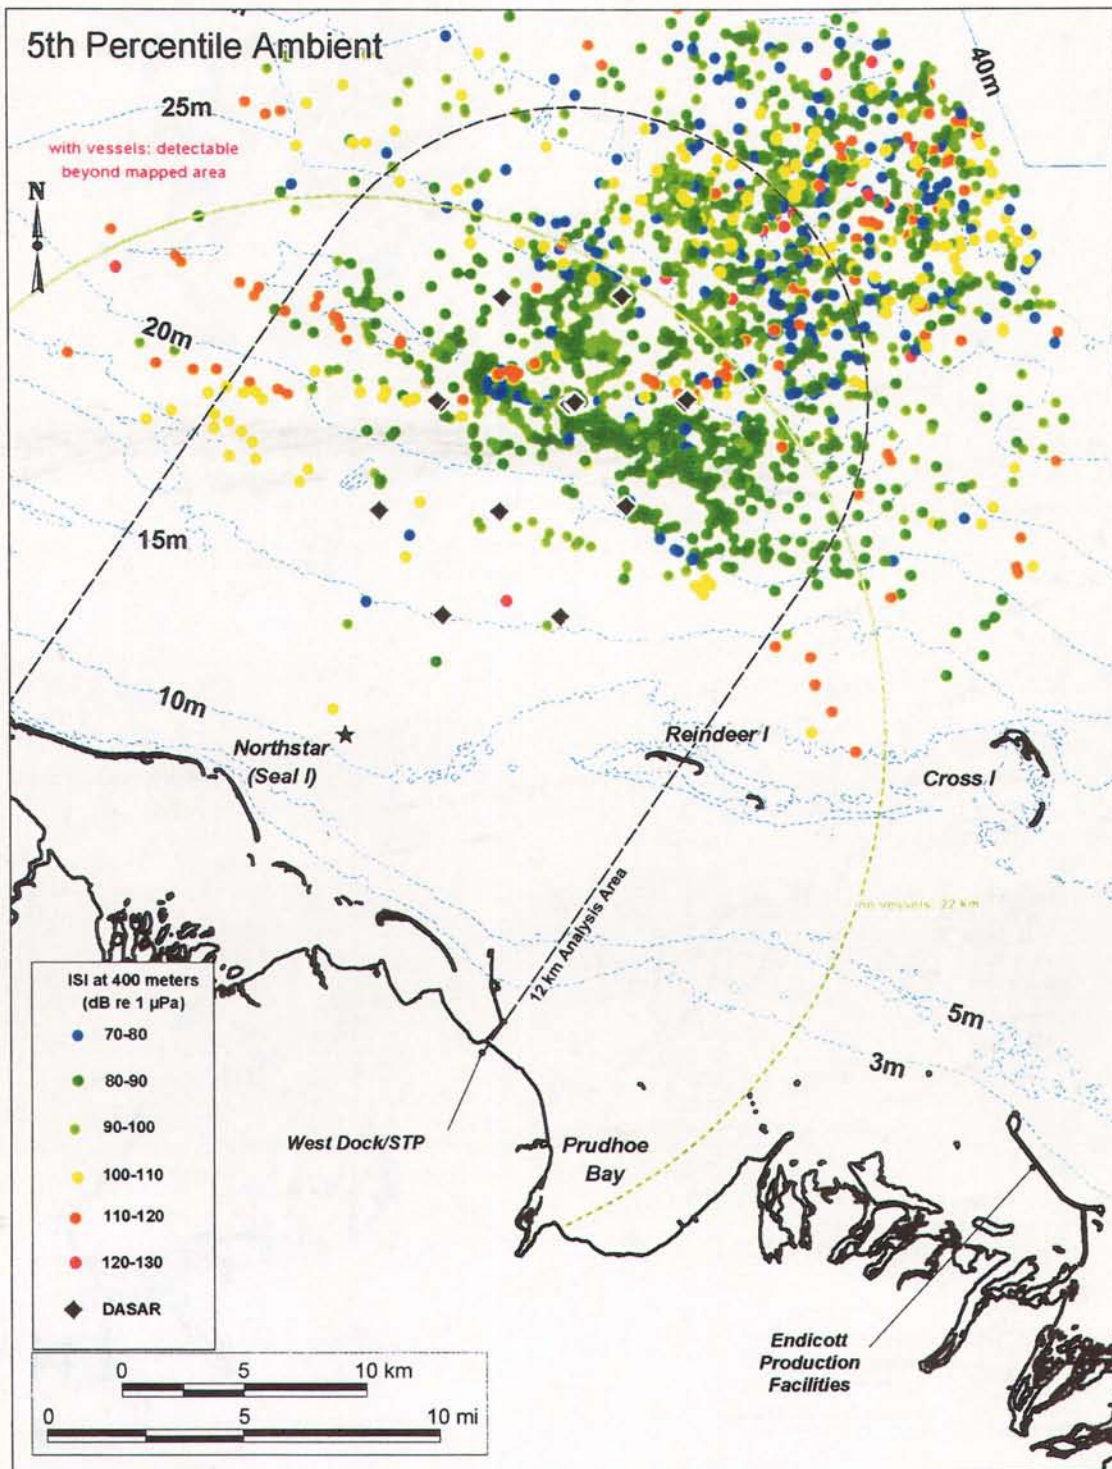 5th Percentile Ambient
25m
40m
with vessels: detectable
beyond mapped area
N
20m
15m
10m
Northstar
(Seal I)
Reindeer I
Cross I
no vessels: 22 km
12 km Analysis Area
5m
3m
ISI at 400 meters
(dB re 1 µPa)
70-80
80-90
90-100
100-110
110-120
120-130
DASAR
West Dock/STP
Prudhoe
Bay
Endicott
Production
Facilities
0 5 10 km
0 5 10 mi